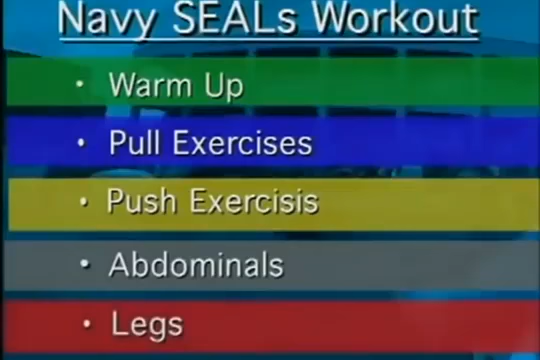 Navy SEALs Workout
• Warm Up
• Pull Exercises
• Push Exercisis
• Abdominals
• Legs